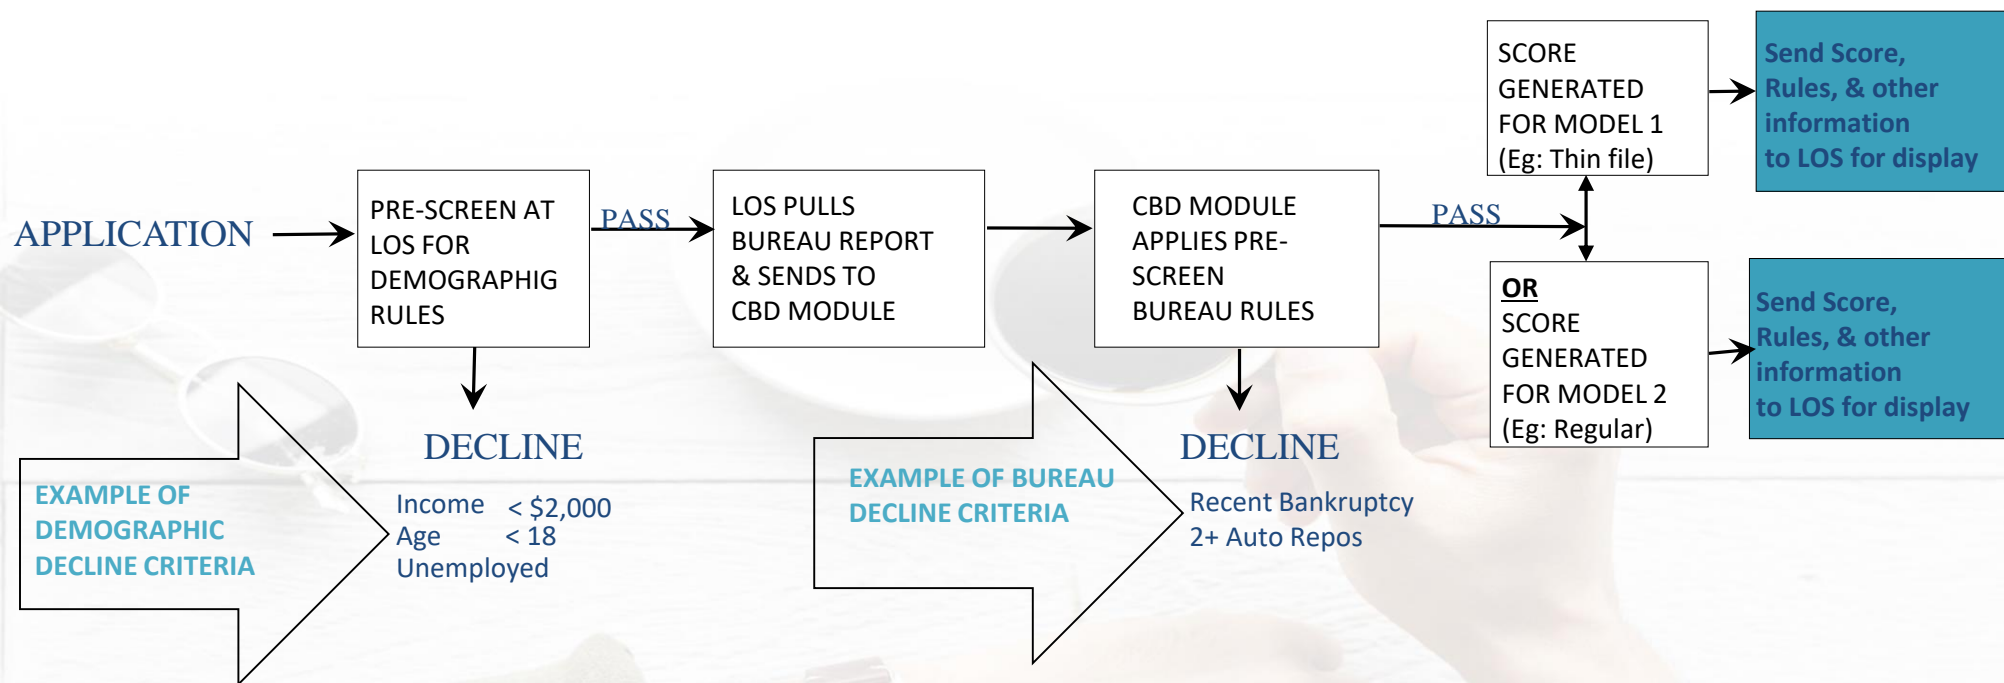 APPLICATION
PRE-SCREEN AT
LOS FOR
DEMOGRAPHIG
RULES
PASS
LOS PULLS
BUREAU REPORT
& SENDS TO
CBD MODULE
CBD MODULE
APPLIES PRE-
SCREEN
BUREAU RULES
PASS
SCORE
GENERATED
FOR MODEL 1
(Eg: Thin file)
Send Score,
Rules, & other
information
to LOS for display
OR
SCORE
GENERATED
FOR MODEL 2
(Eg: Regular)
Send Score,
Rules, & other
information
to LOS for display
EXAMPLE OF
DEMOGRAPHIC
DECLINE CRITERIA
DECLINE
Income < $2,000
Age < 18
Unemployed
EXAMPLE OF BUREAU
DECLINE CRITERIA
DECLINE
Recent Bankruptcy
2+ Auto Repos